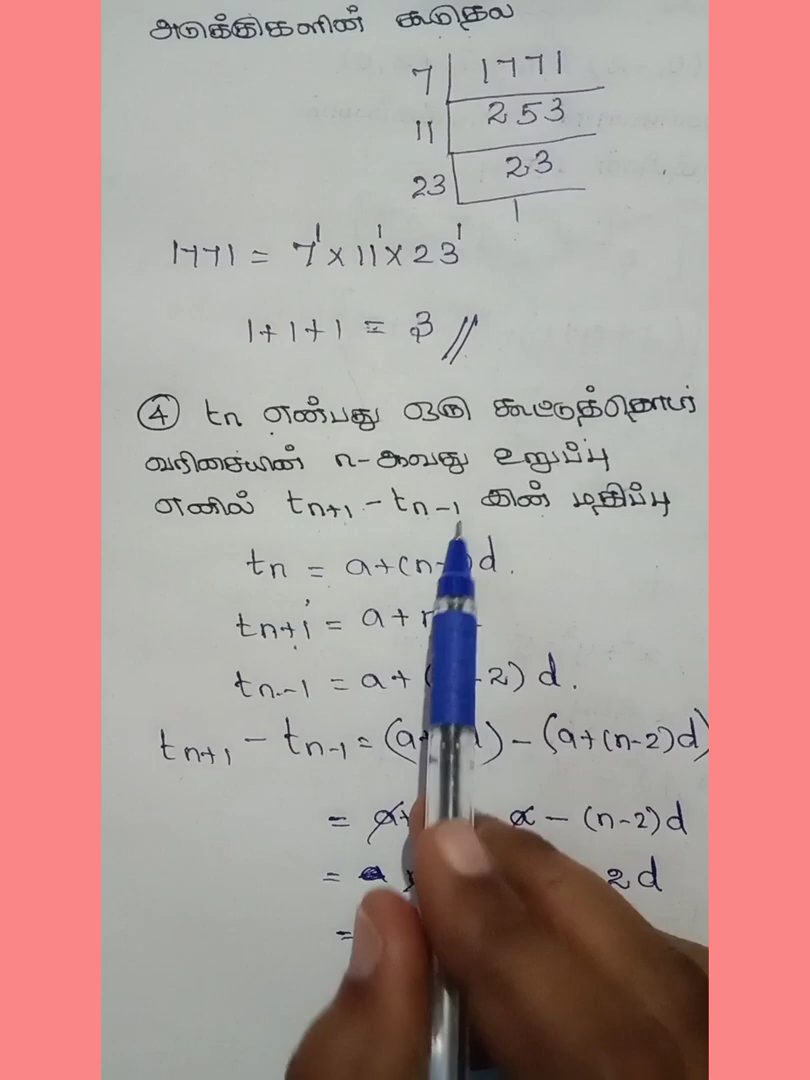 அடுக்குகளின் கூடுதல
7 | 1771
11 | 253
23 | 23
1
1771 = 7¹ × 11¹ × 23¹
1+1+1 = 3 //
④ tn என்பது ஒரு கூட்டுத்தொடர்
வரிசையின் n-ஆவது உறுப்பு
எனில் tn+1 - tn-1 இன் மதிப்பு
tn = a+(n- )d.
tn+1 = a+
tn-1 = a+ 2) d.
tn+1 - tn-1 = (a+ ) - (a+(n-2)d)
= a+ a - (n-2)d
= 2d
=